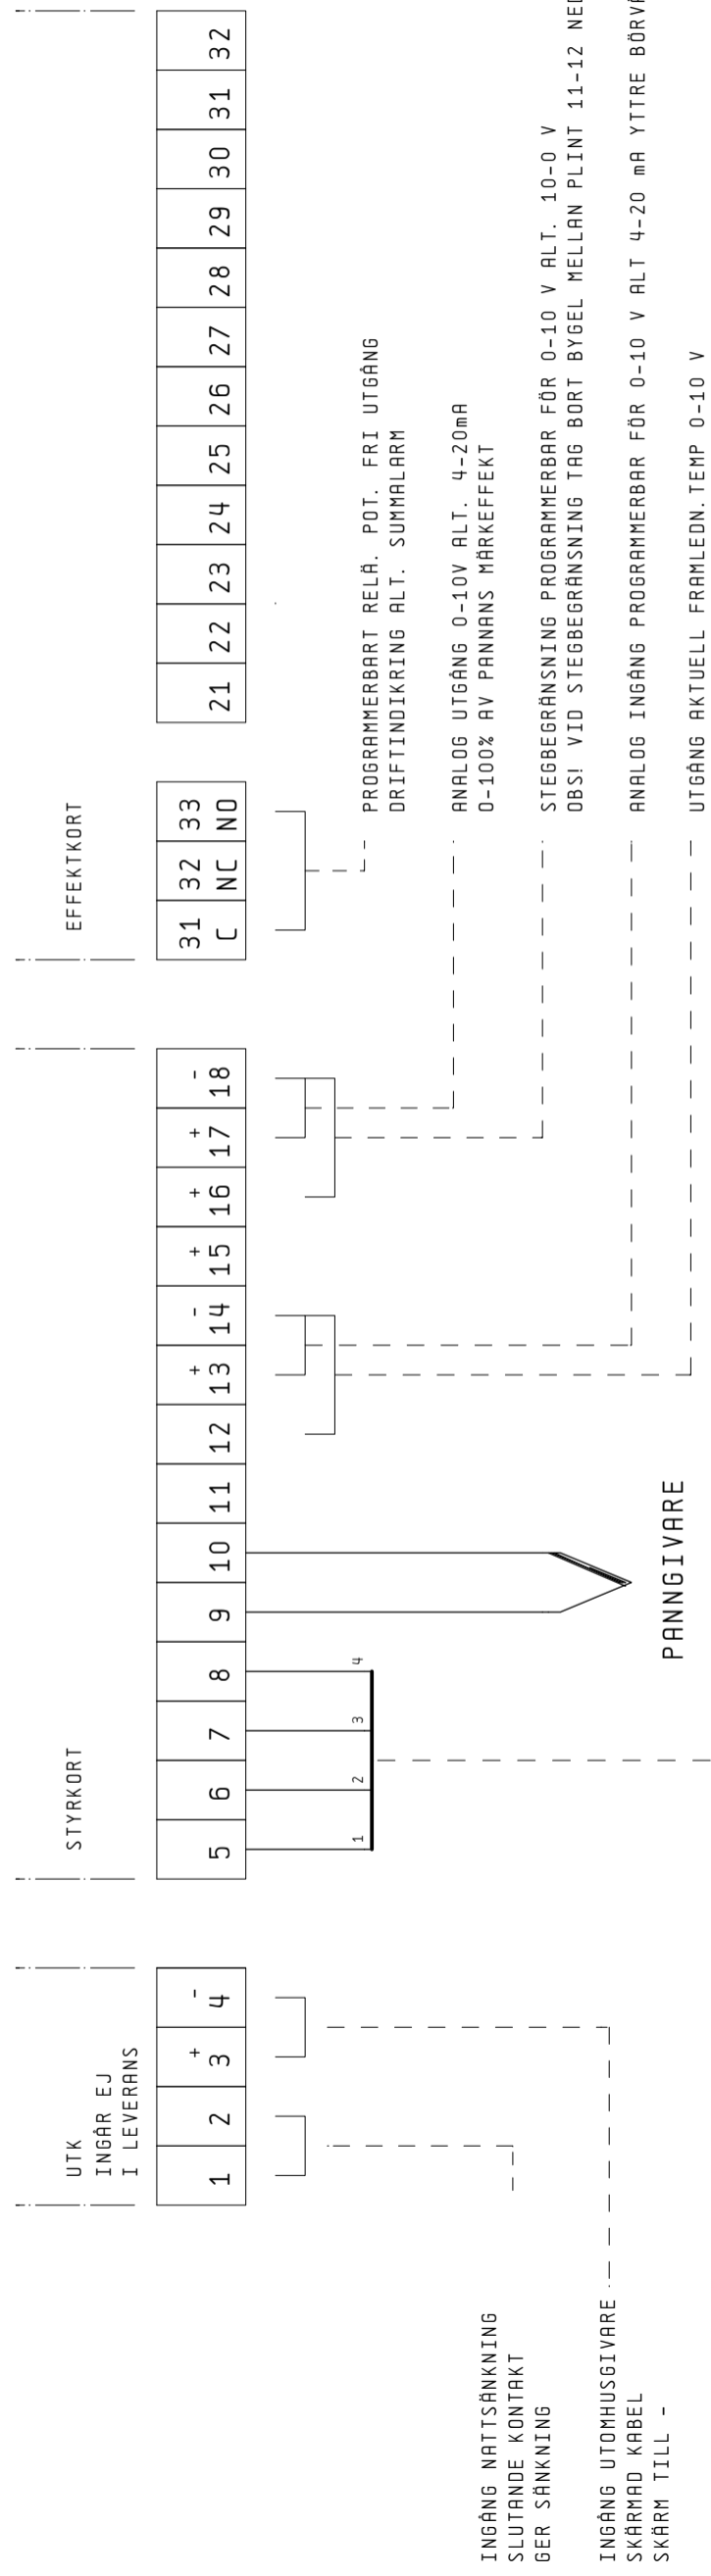 UTK
INGÅR EJ
I LEVERANS
STYRKORT
EFFEKTKORT
1 2 3 4 5 6 7 8 9 10 11 12 13 14 15 16 17 18
+ - + - + + + -
31 32 33
C NC NO
21 22 23 24 25 26 27 28 29 30 31 32
1 2 3 4
PROGRAMMERBART RELÄ. POT. FRI UTGÅNG
DRIFTINDIKRING ALT. SUMMALARM
ANALOG UTGÅNG 0-10V ALT. 4-20mA
0-100% AV PANNANS MÄRKEFFEKT
INGÅNG NATTSÄNKNING
SLUTANDE KONTAKT
GER SÄNKNING
STEGBEGRÄNSNING PROGRAMMERBAR FÖR 0-10 V ALT. 10-0 V
OBS! VID STEGBEGRÄNSNING TAG BORT BYGEL MELLAN PLINT 11-12
INGÅNG UTOMHUSGIVARE
SKÄRMAD KABEL
SKÄRM TILL -
ANALOG INGÅNG PROGRAMMERBAR FÖR 0-10 V ALT 4-20 mA YTTRE
PANNGIVARE
UTGÅNG AKTUELL FRAMLEDN.TEMP 0-10 V